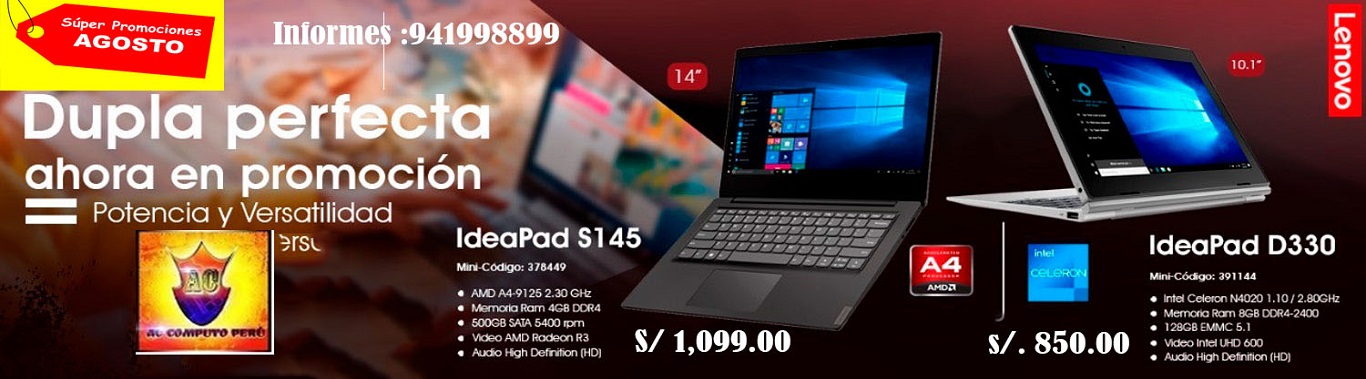 Súper Promociones
AGOSTO
Informes :941998899
Dupla perfecta
ahora en promoción
Potencia y Versatilidad
AC
AC COMPUTO PERÚ
IdeaPad S145
Mini-Código: 378449
AMD A4-9125 2.30 GHz
Memoria Ram 4GB DDR4
500GB SATA 5400 rpm
Video AMD Radeon R3
Audio High Definition (HD)
14"
S/ 1,099.00
A4
AMD
10.1"
Lenovo
intel
CELERON
IdeaPad D330
Mini-Código: 391144
Intel Celeron N4020 1.10 / 2.80GHz
Memoria Ram 8GB DDR4-2400
128GB EMMC 5.1
Video Intel UHD 600
Audio High Definition (HD)
s/. 850.00